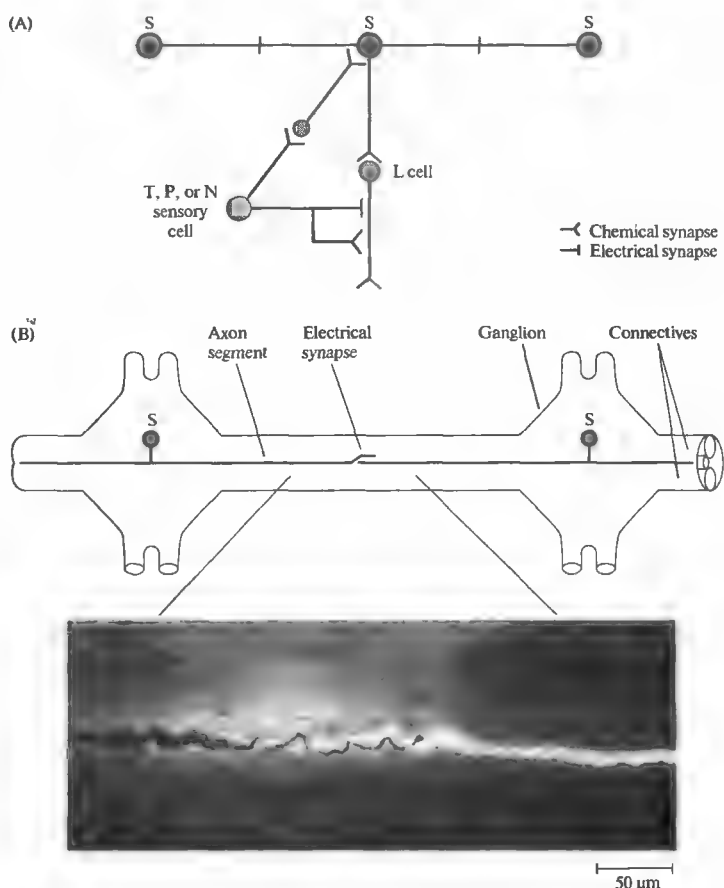 (A)
S S S
L cell
T, P, or N
sensory
cell
Chemical synapse
Electrical synapse
(B)
Axon
segment
Electrical
synapse
Ganglion
Connectives
S S
50 µm